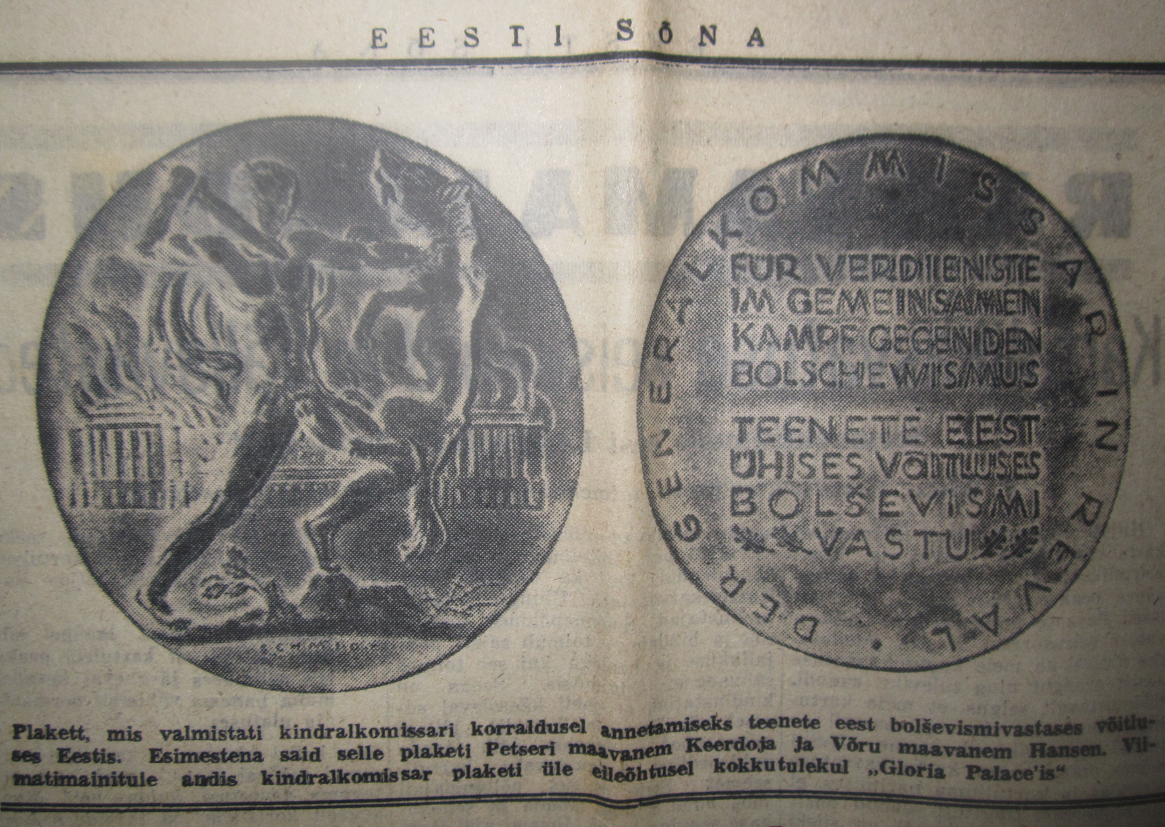 EESTI SÕNA
DER GENERALKOMMISSAR IN REVAL
FÜR VERDIENSTE
IM GEMEINSAMEN
KAMPF GEGEN DEN
BOLSCHEWISMUS
TEENETE EEST
ÜHISES VÕITLUSES
BOLŠEVISMI
VASTU
Plakett, mis valmistati kindralkomissari korraldusel annetamiseks teenete eest bolševismivastases võitlu-
ses Eestis. Esimestena said selle plaketi Petseri maavanem Keerdoja ja Võru maavanem Hansen. Vii-
matimainitule andis kindralkomissar plaketi üle eileõhtusel kokkutulekul „Gloria Palace'is“